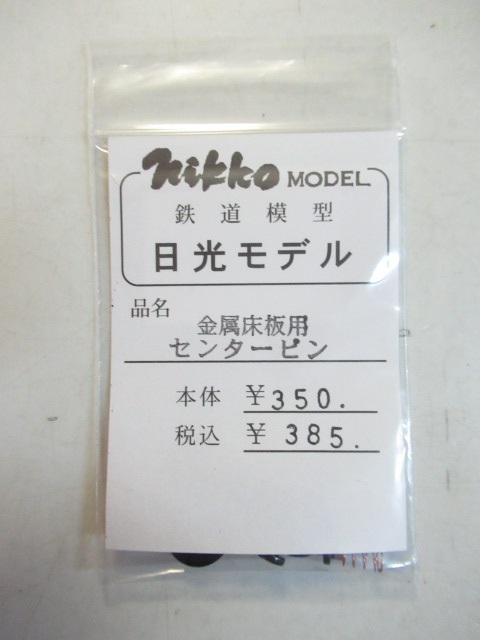 nikko MODEL
鉄道模型
日光モデル
品名
金属床板用
センターピン
本体 ￥350.
税込 ￥385.